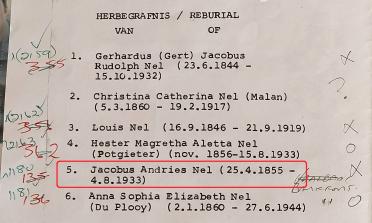 HERBEGRAFNIS / REBURIAL
VAN OF
1. Gerhardus (Gert) Jacobus
Rudolph Nel (23.6.1844 -
15.10.1932)
2. Christina Catherina Nel (Malan)
(5.3.1860 - 19.2.1917)
3. Louis Nel (16.9.1846 - 21.9.1919)
4. Hester Magretha Aletta Nel
(Potgieter) (nov. 1856-15.8.1933)
5. Jacobus Andries Nel (25.4.1855 -
4.8.1933)
6. Anna Sophia Elizabeth Nel
(Du Plooy) (2.1.1860 - 27.6.1944)